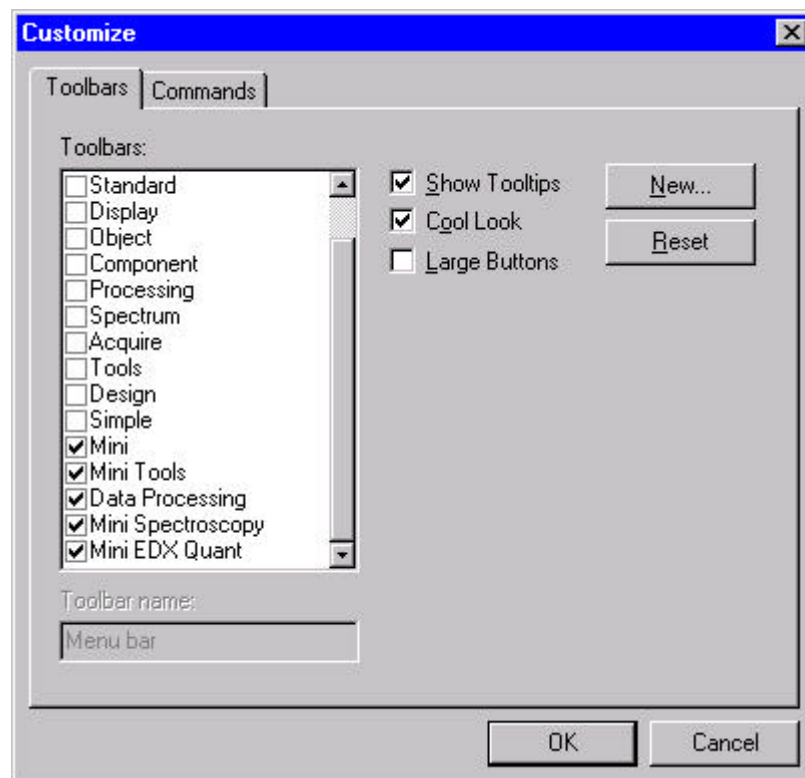 Customize
Toolbars
Commands
Toolbars:
Standard
Display
Object
Component
Processing
Spectrum
Acquire
Tools
Design
Simple
Mini
Mini Tools
Data Processing
Mini Spectroscopy
Mini EDX Quant
Toolbar name:
Menu bar
Show Tooltips
Cool Look
Large Buttons
New...
Reset
OK
Cancel